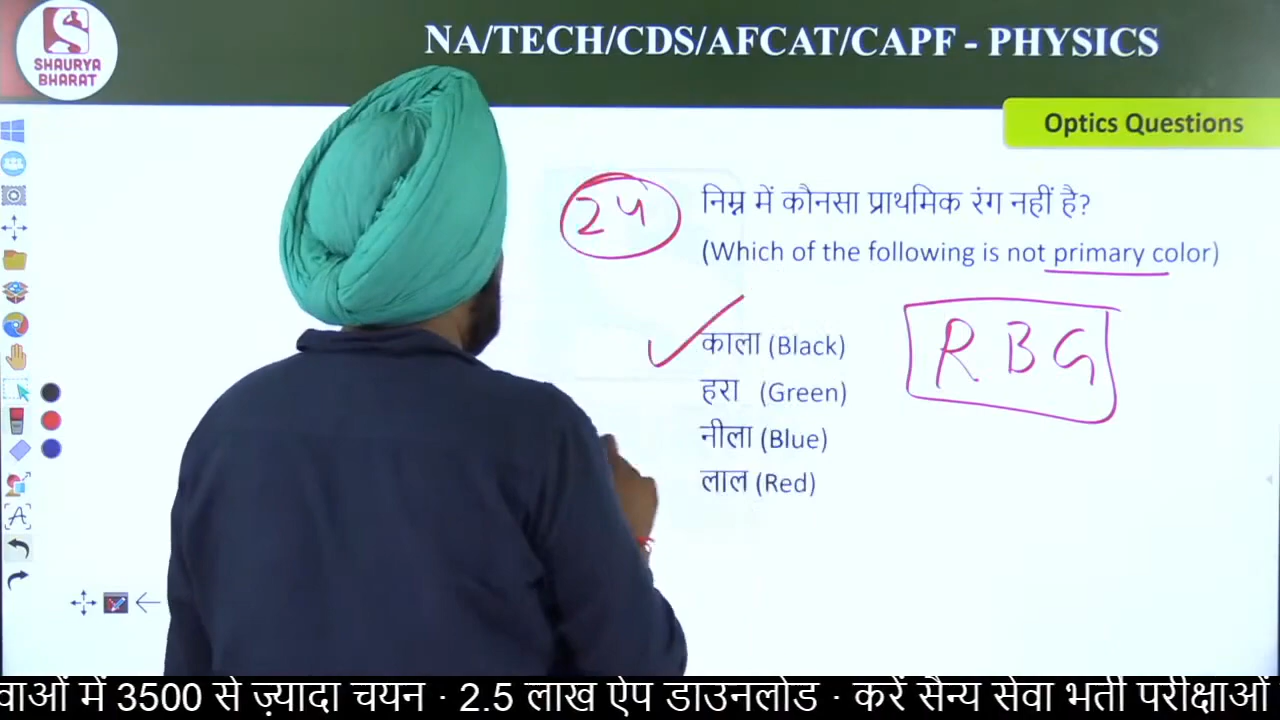 SHAURYA
BHARAT
NA/TECH/CDS/AFCAT/CAPF - PHYSICS
Optics Questions
24
निम्न में कौनसा प्राथमिक रंग नहीं है?
(Which of the following is not primary color)
काला (Black)
हरा (Green)
नीला (Blue)
लाल (Red)
R B G
A
वाओं में 3500 से ज़्यादा चयन · 2.5 लाख ऐप डाउनलोड · करें सैन्य सेवा भर्ती परीक्षाओं